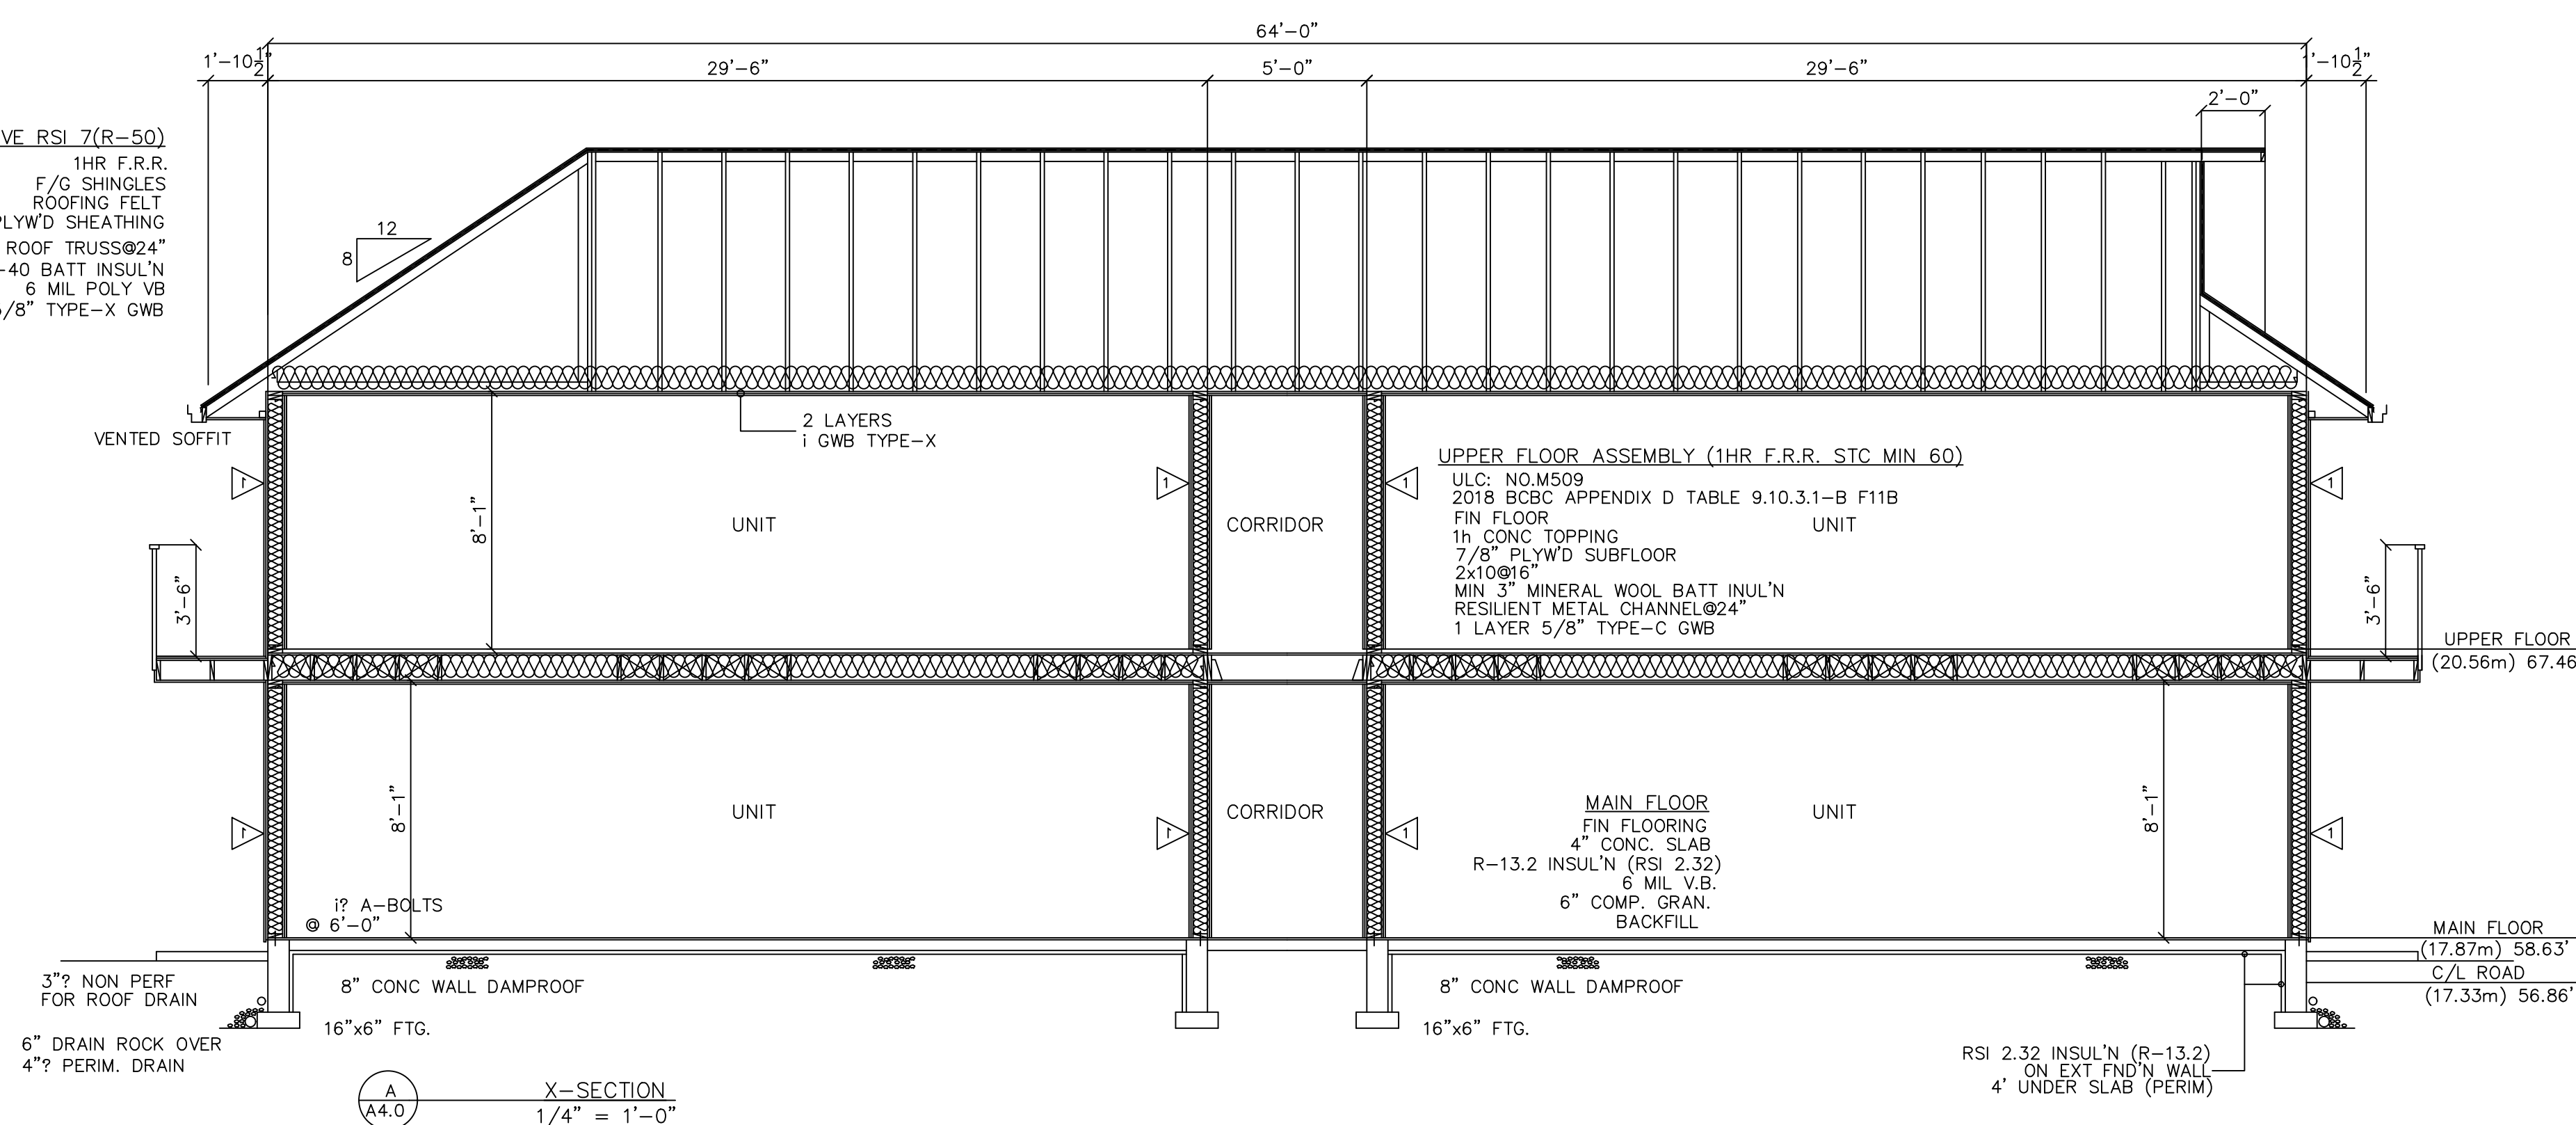 64'-0"
1'-10½"
29'-6"
5'-0"
29'-6"
'-10½"
2'-0"
VE RSI 7(R-50)
1HR F.R.R.
F/G SHINGLES
ROOFING FELT
PLYW'D SHEATHING
ROOF TRUSS@24"
-40 BATT INSUL'N
6 MIL POLY VB
5/8" TYPE-X GWB
12
8
VENTED SOFFIT
2 LAYERS
i GWB TYPE-X
UPPER FLOOR ASSEMBLY (1HR F.R.R. STC MIN 60)
ULC: NO.M509
2018 BCBC APPENDIX D TABLE 9.10.3.1-B F11B
FIN FLOOR
1h CONC TOPPING
7/8" PLYW'D SUBFLOOR
2x10@16"
MIN 3" MINERAL WOOL BATT INUL'N
RESILIENT METAL CHANNEL@24"
1 LAYER 5/8" TYPE-C GWB
1
1
1
1
8'-1"
UNIT
CORRIDOR
UNIT
3'-6"
3'-6"
UPPER FLOOR
(20.56m) 67.46
8'-1"
UNIT
CORRIDOR
UNIT
8'-1"
1
1
1
1
MAIN FLOOR
FIN FLOORING
4" CONC. SLAB
R-13.2 INSUL'N (RSI 2.32)
6 MIL V.B.
6" COMP. GRAN.
BACKFILL
i? A-BOLTS
@ 6'-0"
MAIN FLOOR
(17.87m) 58.63'
C/L ROAD
(17.33m) 56.86'
3"? NON PERF
FOR ROOF DRAIN
8" CONC WALL DAMPROOF
8" CONC WALL DAMPROOF
16"x6" FTG.
16"x6" FTG.
6" DRAIN ROCK OVER
4"? PERIM. DRAIN
RSI 2.32 INSUL'N (R-13.2)
ON EXT FND'N WALL
4' UNDER SLAB (PERIM)
A
A4.0
X-SECTION
1/4" = 1'-0"